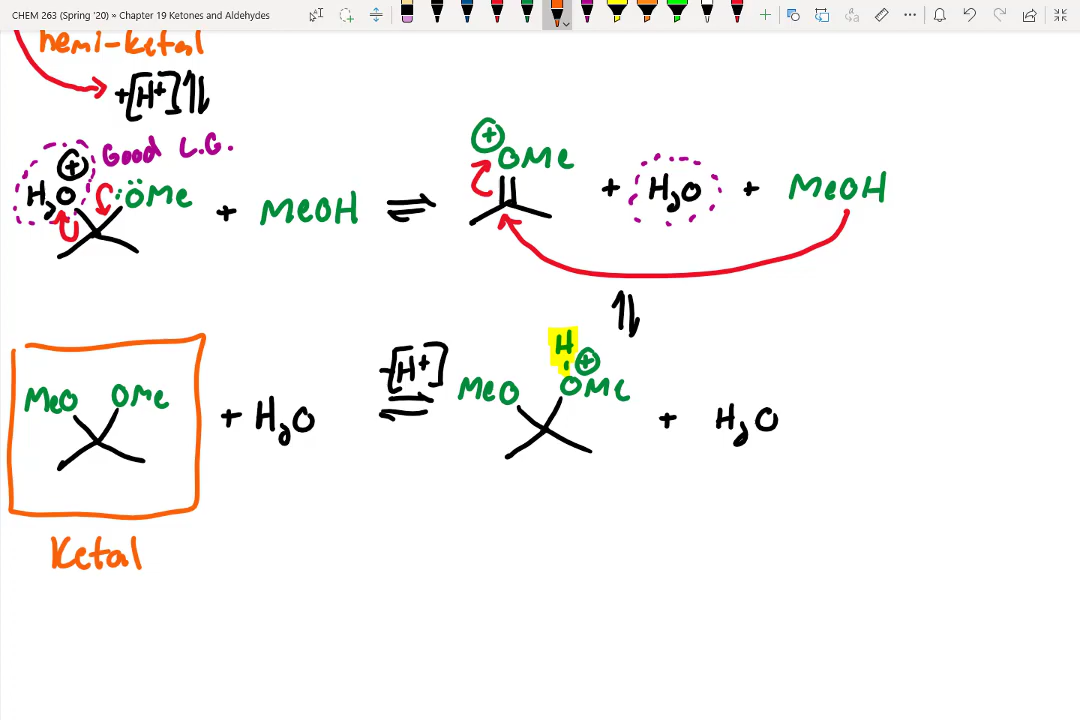 CHEM 263 (Spring '20) » Chapter 19 Ketones and Aldehydes
hemi-ketal
+[H+]⇅
⊕ Good L.G.
H2O :ÖMe + MeOH ⇌ ⊕OMe + H2O + MeOH
⇅
MeO OMe + H2O -[H+] ⇌ MeO H OMe ⊕ + H2O
Ketal